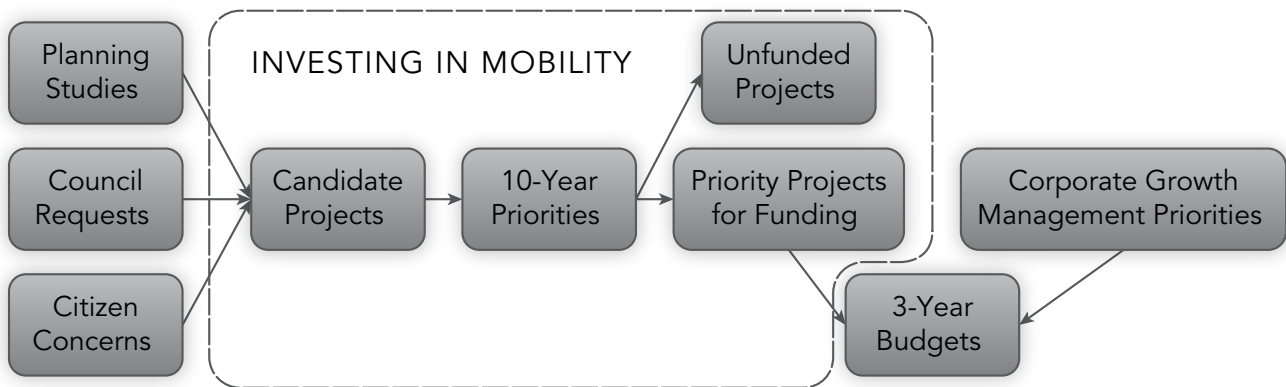 Planning
Studies
Council
Requests
Citizen
Concerns
INVESTING IN MOBILITY
Candidate
Projects
10-Year
Priorities
Unfunded
Projects
Priority Projects
for Funding
Corporate Growth
Management Priorities
3-Year
Budgets